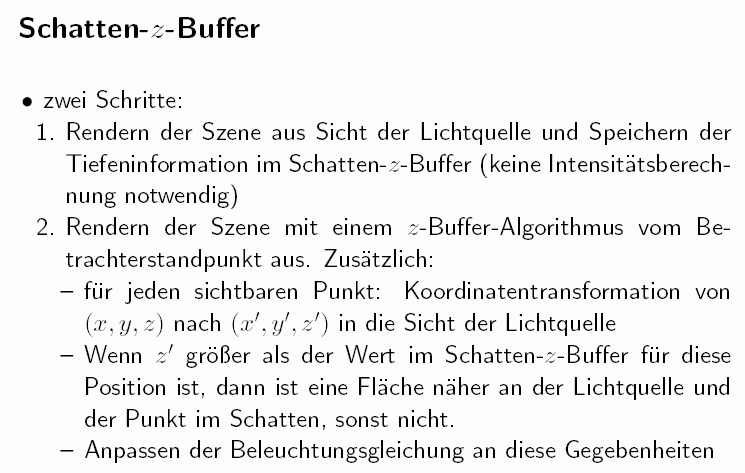 Schatten-z-Buffer
• zwei Schritte:
1. Rendern der Szene aus Sicht der Lichtquelle und Speichern der
Tiefeninformation im Schatten-z-Buffer (keine Intensitätsberech-
nung notwendig)
2. Rendern der Szene mit einem z-Buffer-Algorithmus vom Be-
trachterstandpunkt aus. Zusätzlich:
– für jeden sichtbaren Punkt: Koordinatentransformation von
(x, y, z) nach (x′, y′, z′) in die Sicht der Lichtquelle
– Wenn z′ größer als der Wert im Schatten-z-Buffer für diese
Position ist, dann ist eine Fläche näher an der Lichtquelle und
der Punkt im Schatten, sonst nicht.
– Anpassen der Beleuchtungsgleichung an diese Gegebenheiten